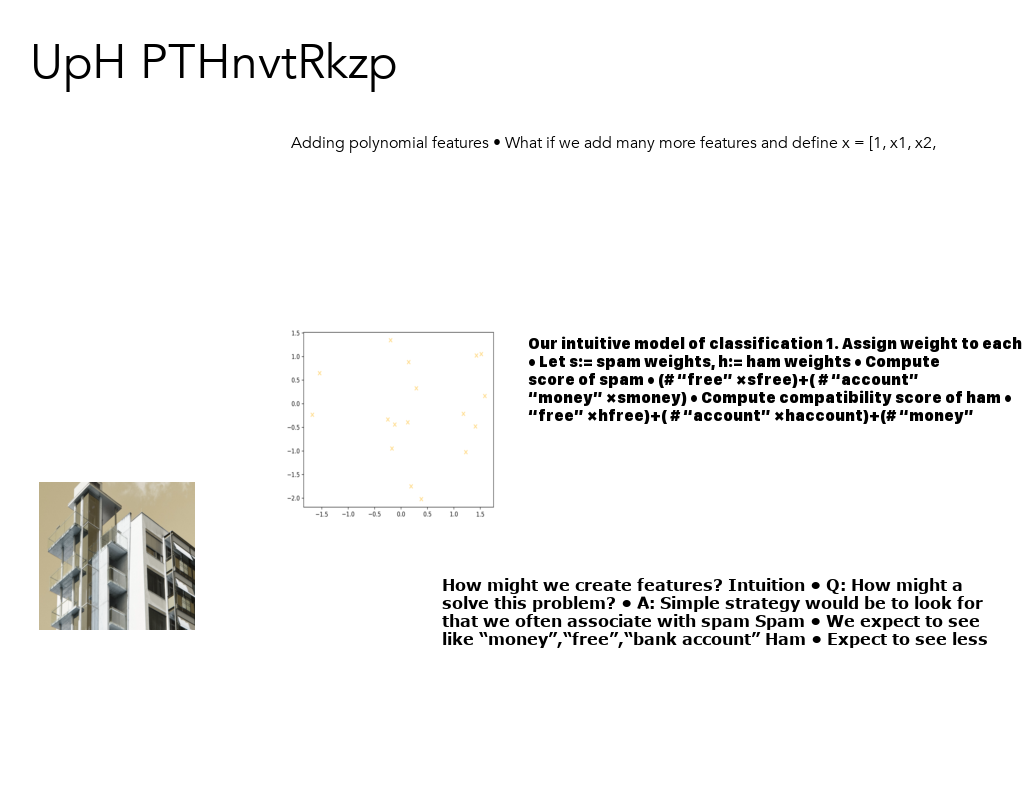 UpH PTHnvtRkzp
Adding polynomial features • What if we add many more features and define x = [1, x1, x2,
1.5
1.0
0.5
0.0
−0.5
−1.0
−1.5
−2.0
−1.5 −1.0 −0.5 0.0 0.5 1.0 1.5
Our intuitive model of classification 1. Assign weight to each
• Let s:= spam weights, h:= ham weights • Compute
score of spam • (# “free” ×sfree)+( # “account”
“money” ×smoney) • Compute compatibility score of ham •
“free” ×hfree)+( # “account” ×haccount)+(# “money”
How might we create features? Intuition • Q: How might a
solve this problem? • A: Simple strategy would be to look for
that we often associate with spam Spam • We expect to see
like “money”,“free”,“bank account” Ham • Expect to see less